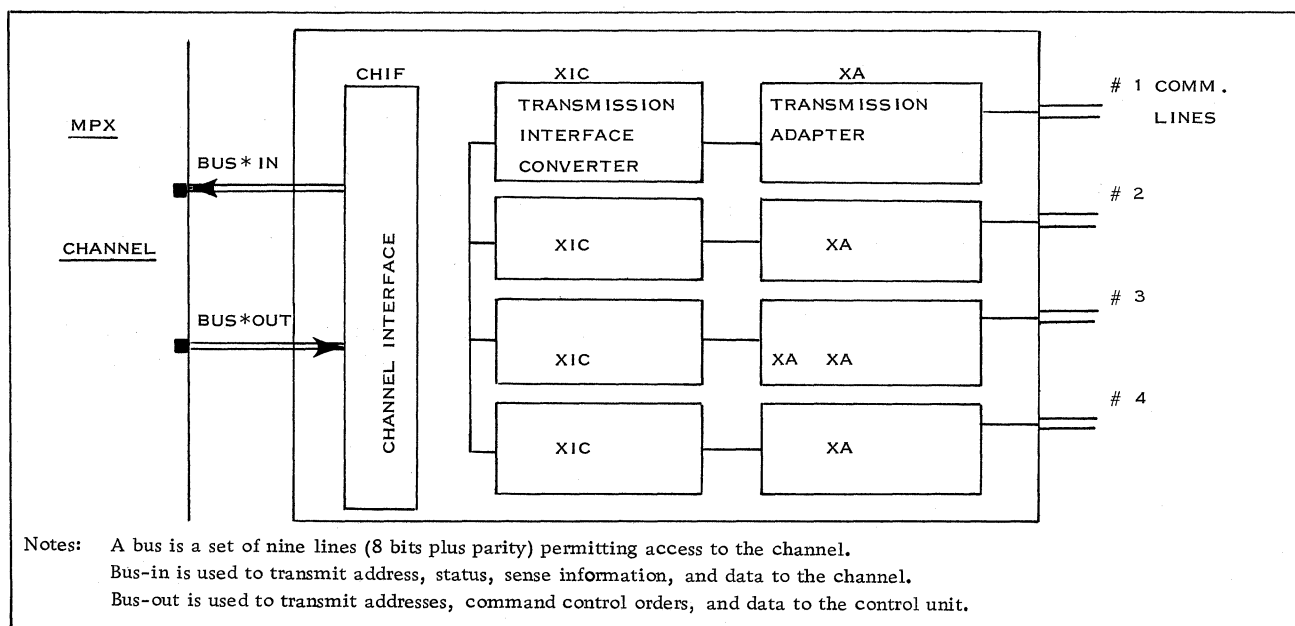 CHIF
XIC
XA
MPX
CHANNEL
BUS*IN
BUS*OUT
CHANNEL INTERFACE
TRANSMISSION
INTERFACE
CONVERTER
TRANSMISSION
ADAPTER
# 1 COMM.
LINES
XIC
XA
# 2
XIC
XA XA
# 3
XIC
XA
# 4
Notes: A bus is a set of nine lines (8 bits plus parity) permitting access to the channel.
Bus-in is used to transmit address, status, sense information, and data to the channel.
Bus-out is used to transmit addresses, command control orders, and data to the control unit.